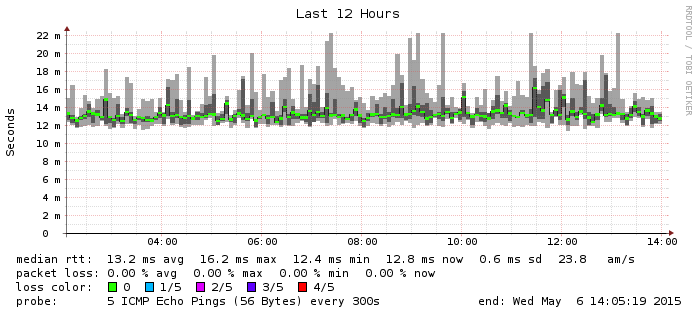 Last 12 Hours
RRDTOOL / TOBI OETIKER
Seconds
22 m
20 m
18 m
16 m
14 m
12 m
10 m
8 m
6 m
4 m
2 m
0
04:00 06:00 08:00 10:00 12:00 14:00
median rtt: 13.2 ms avg 16.2 ms max 12.4 ms min 12.8 ms now 0.6 ms sd 23.8 am/s
packet loss: 0.00 % avg 0.00 % max 0.00 % min 0.00 % now
loss color: 0 1/5 2/5 3/5 4/5
probe: 5 ICMP Echo Pings (56 Bytes) every 300s end: Wed May 6 14:05:19 2015